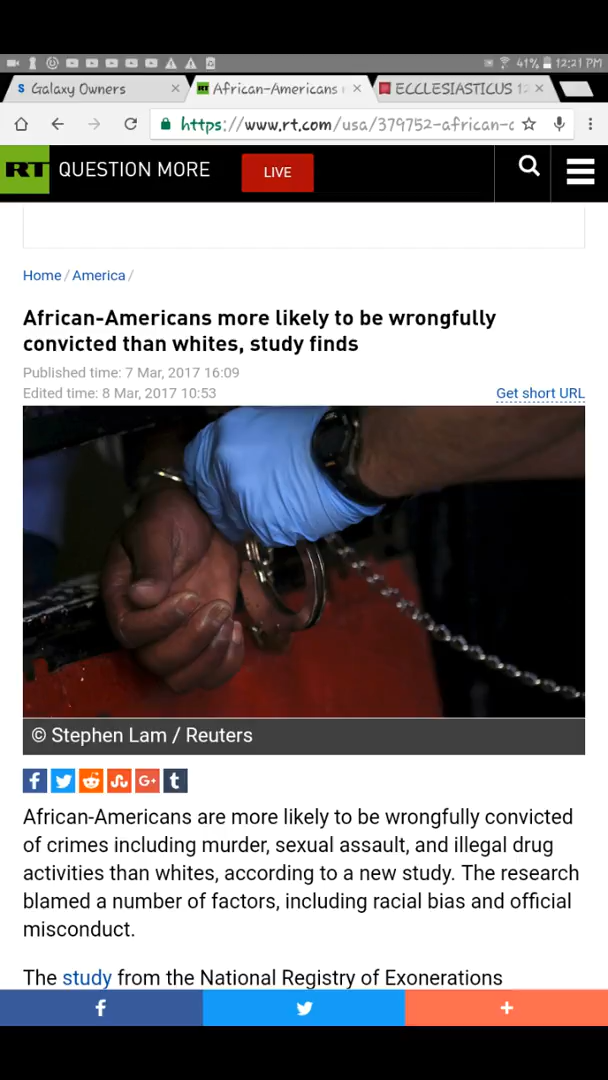 41% 12:21 PM
S Galaxy Owners ×
RT African-Americans ×
ECCLESIASTICUS 12 ×
https://www.rt.com/usa/379752-african-c
RT QUESTION MORE LIVE
Home / America /
African-Americans more likely to be wrongfully
convicted than whites, study finds
Published time: 7 Mar, 2017 16:09
Edited time: 8 Mar, 2017 10:53
Get short URL
© Stephen Lam / Reuters
African-Americans are more likely to be wrongfully convicted
of crimes including murder, sexual assault, and illegal drug
activities than whites, according to a new study. The research
blamed a number of factors, including racial bias and official
misconduct.
The study from the National Registry of Exonerations